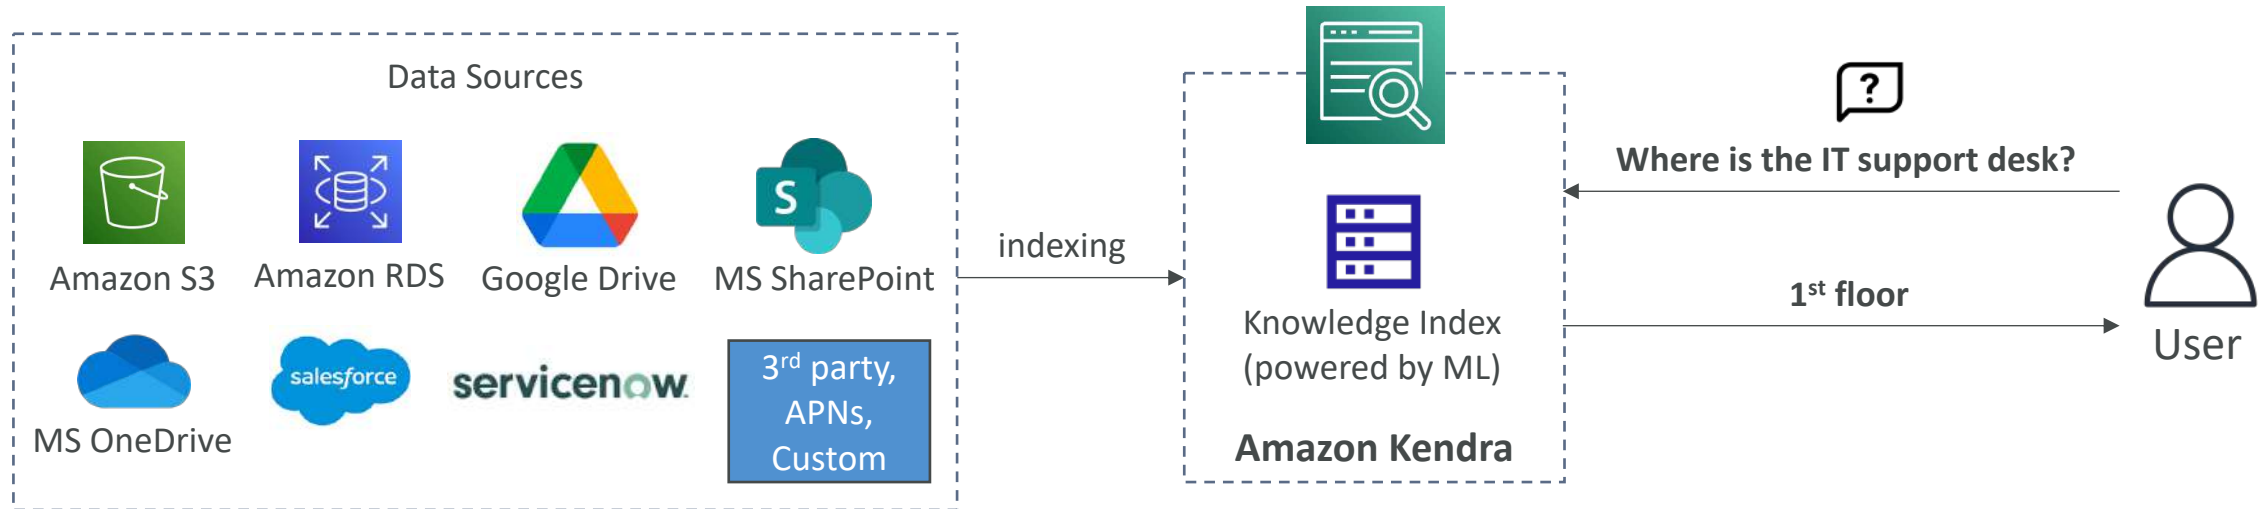 Data Sources
Amazon S3
Amazon RDS
Google Drive
S
MS SharePoint
MS OneDrive
salesforce
servicenow
3rd party,
APNs,
Custom
indexing
Knowledge Index
(powered by ML)
Amazon Kendra
?
Where is the IT support desk?
1st floor
User